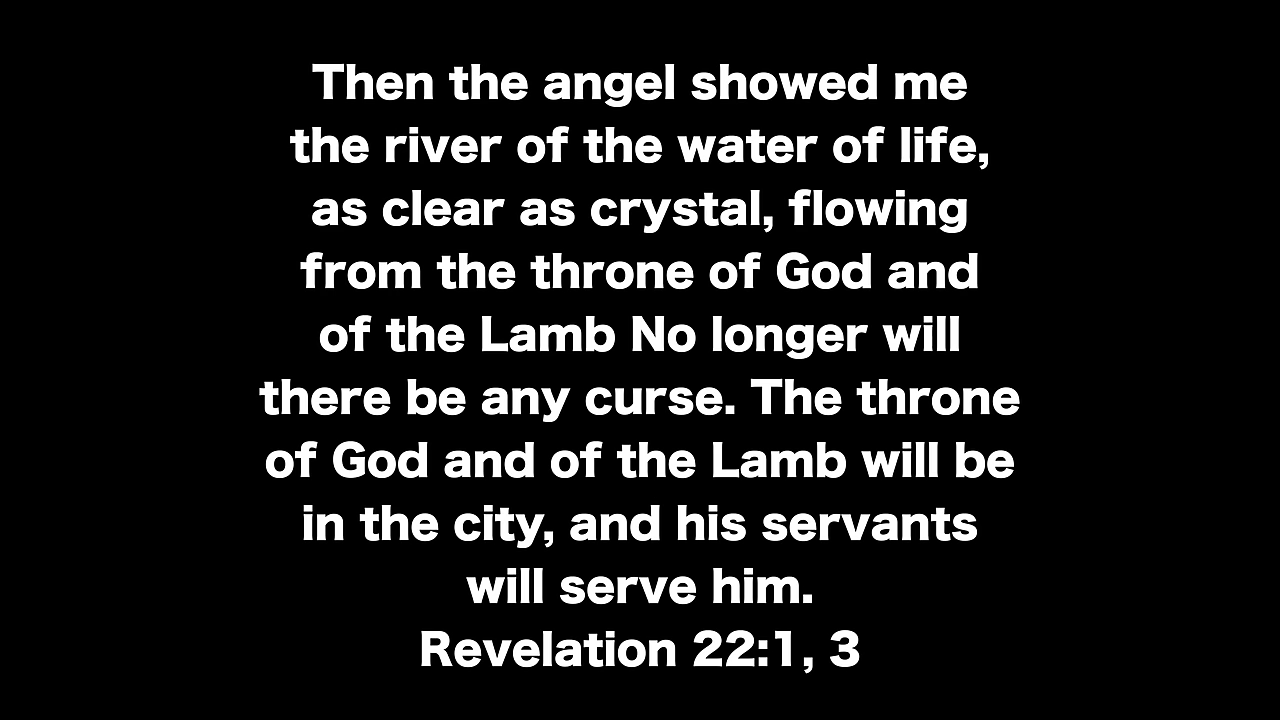 Then the angel showed me
the river of the water of life,
as clear as crystal, flowing
from the throne of God and
of the Lamb No longer will
there be any curse. The throne
of God and of the Lamb will be
in the city, and his servants
will serve him.
Revelation 22:1, 3